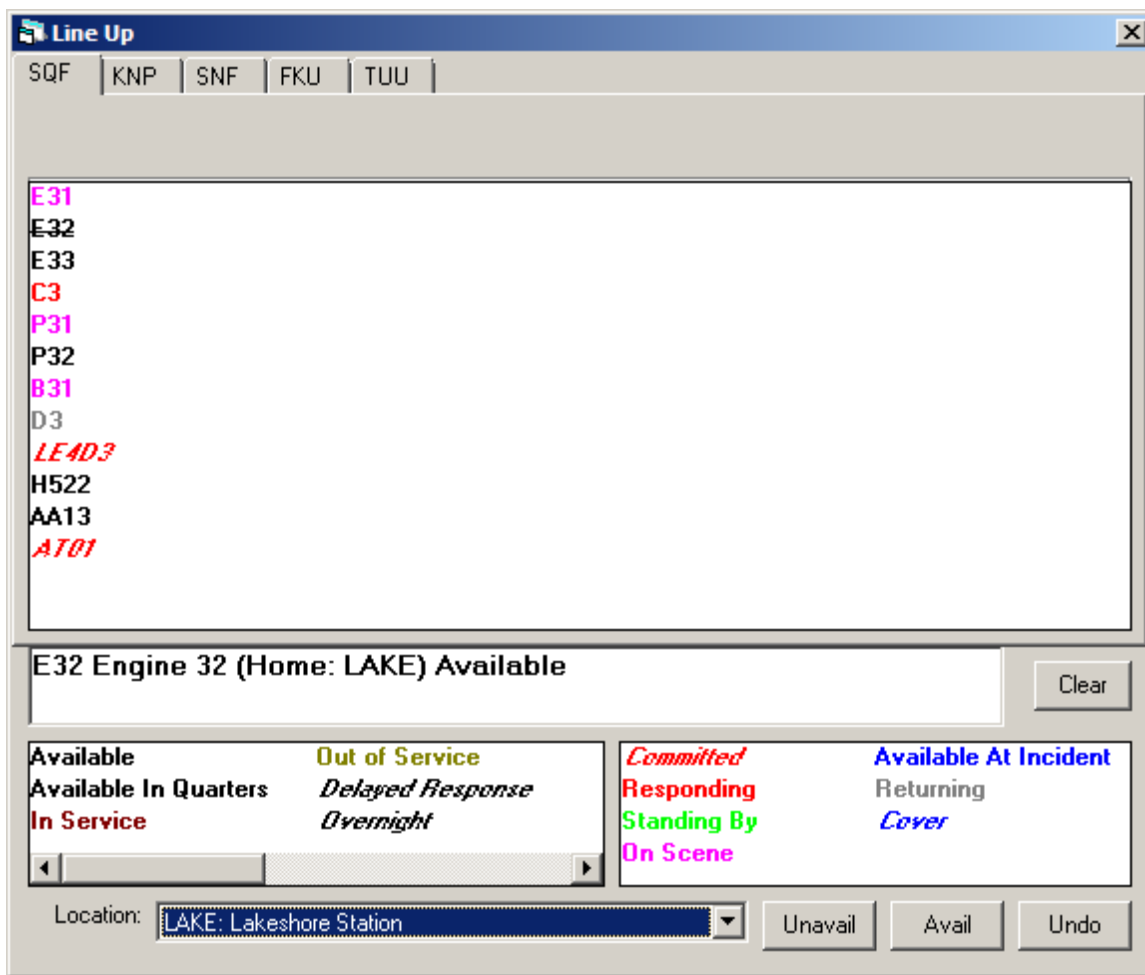 Line Up
SQF KNP SNF FKU TUU
E31
E32
E33
C3
P31
P32
B31
D3
LE4D3
H522
AA13
AT01
E32 Engine 32 (Home: LAKE) Available
Clear
Available Out of Service
Available In Quarters Delayed Response
In Service Overnight
Committed Available At Incident
Responding Returning
Standing By Cover
On Scene
Location: LAKE: Lakeshore Station Unavail Avail Undo